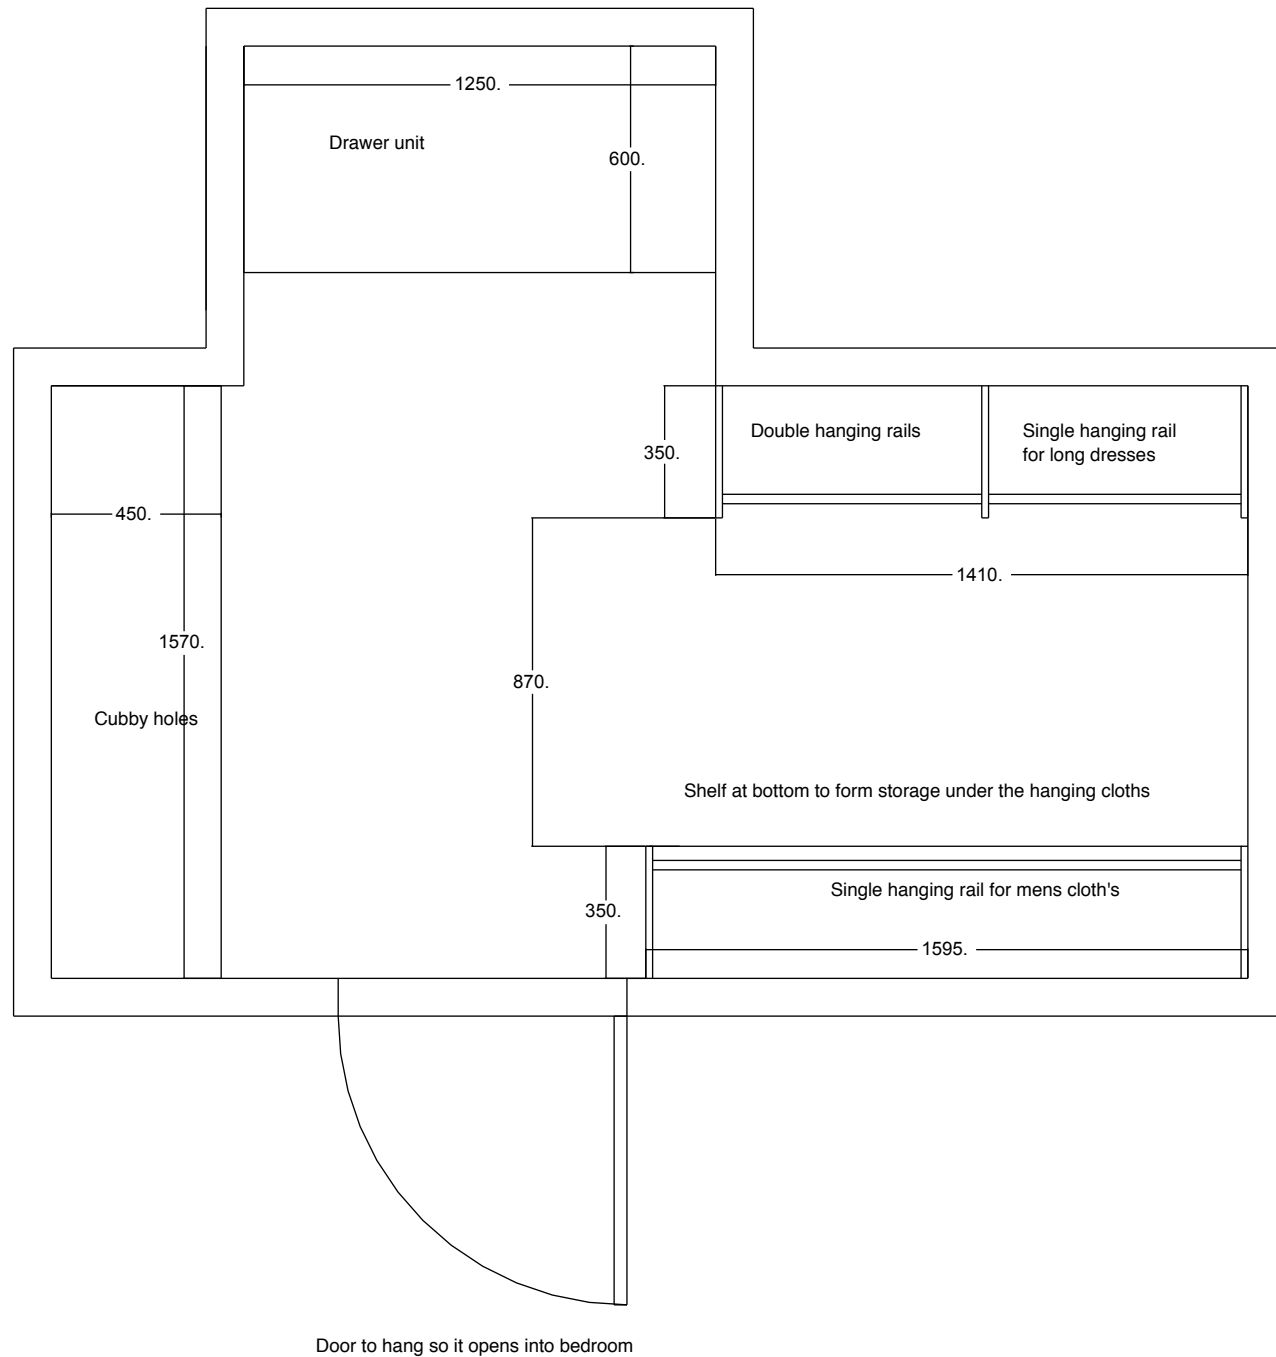 1250.
Drawer unit
600.
Double hanging rails
Single hanging rail
for long dresses
350.
450.
1410.
1570.
870.
Cubby holes
Shelf at bottom to form storage under the hanging cloths
Single hanging rail for mens cloth's
350.
1595.
Door to hang so it opens into bedroom